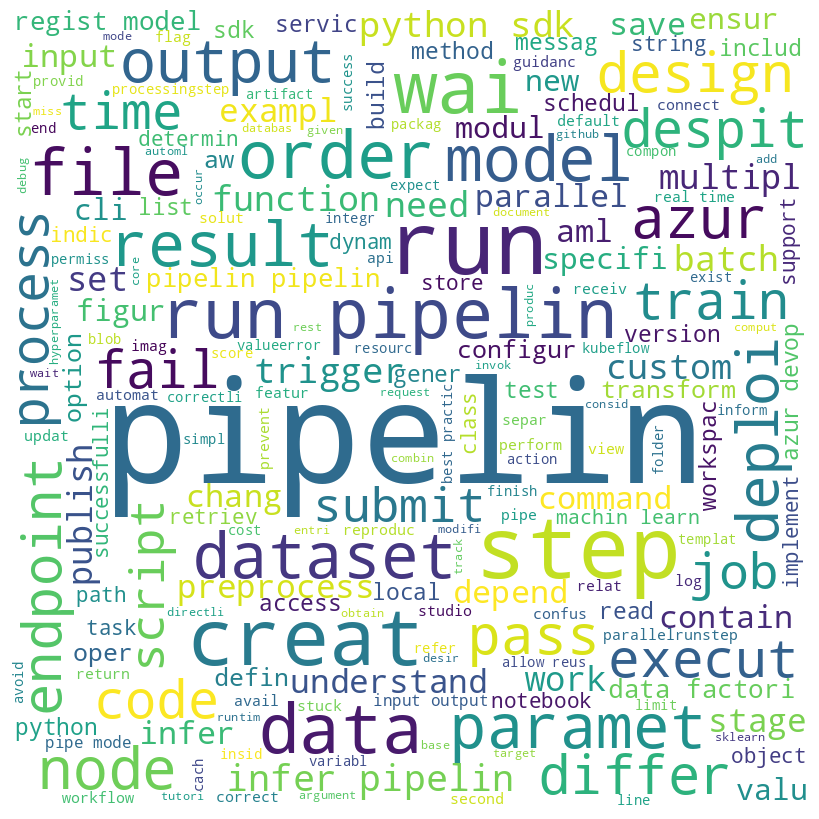 regist model
sdk
servic
python sdk
save
ensur
mode
flag
input
output
method
messag
string
includ
guidanc
wai
design
provid
processingstep
success
build
new
connect
start
miss
time
artifact
exampl
packag
schedul
default
github
despit
end
databas
given
modul
compon
determin
order
model
add
automl
aw
file
occur
function
need
expect
parallel
real time
multipl
debug
cli
list
solut
document
azur
support
indic
integr
dynam
api
aml
process
result
run
specifi
batch
permiss
core
set
pipelin pipelin
store
receiv
exist
produc
hyperparamet
figur
run pipelin
train
blob
rest
version
comput
imag
valueerror
resourc
configur
kubeflow
wait
score
fail
trigger
gener
invok
custom
option
automat
correctli
featur
request
test
transform
azur devop
class
consid
pipelin
separ
inform
updat
simpl
prevent
combin
best practic
perform
action
view
folder
workspac
deploi
successfulli
publish
chang
submit
finish
command
endpoint
script
retriev
cost
entri
reproduc
modifi
pipe
machin learn
templat
implement
dataset
track
step
relat
log
job
path
preprocess
local
depend
directli
access
obtain
studio
confus
read
contain
task
creat
refer
pass
parallelrunstep
oper
desir
allow reus
execut
avoid
return
defin
understand
work
data factori
code
avail
input output
notebook
limit
stage
runtim
stuck
python
infer
data
paramet
sklearn
pipe mode
insid
variabl
base
target
object
node
cach
infer pipelin
differ
valu
workflow
tutori
correct
argument
second
line